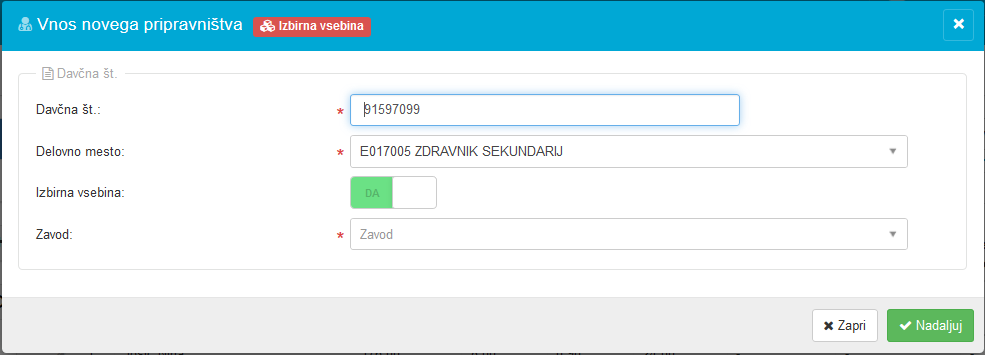 Vnos novega pripravništva Izbirna vsebina
Davčna št.
Davčna št.: * 91597099
Delovno mesto: * E017005 ZDRAVNIK SEKUNDARIJ
Izbirna vsebina: DA
Zavod: * Zavod
Zapri Nadaljuj